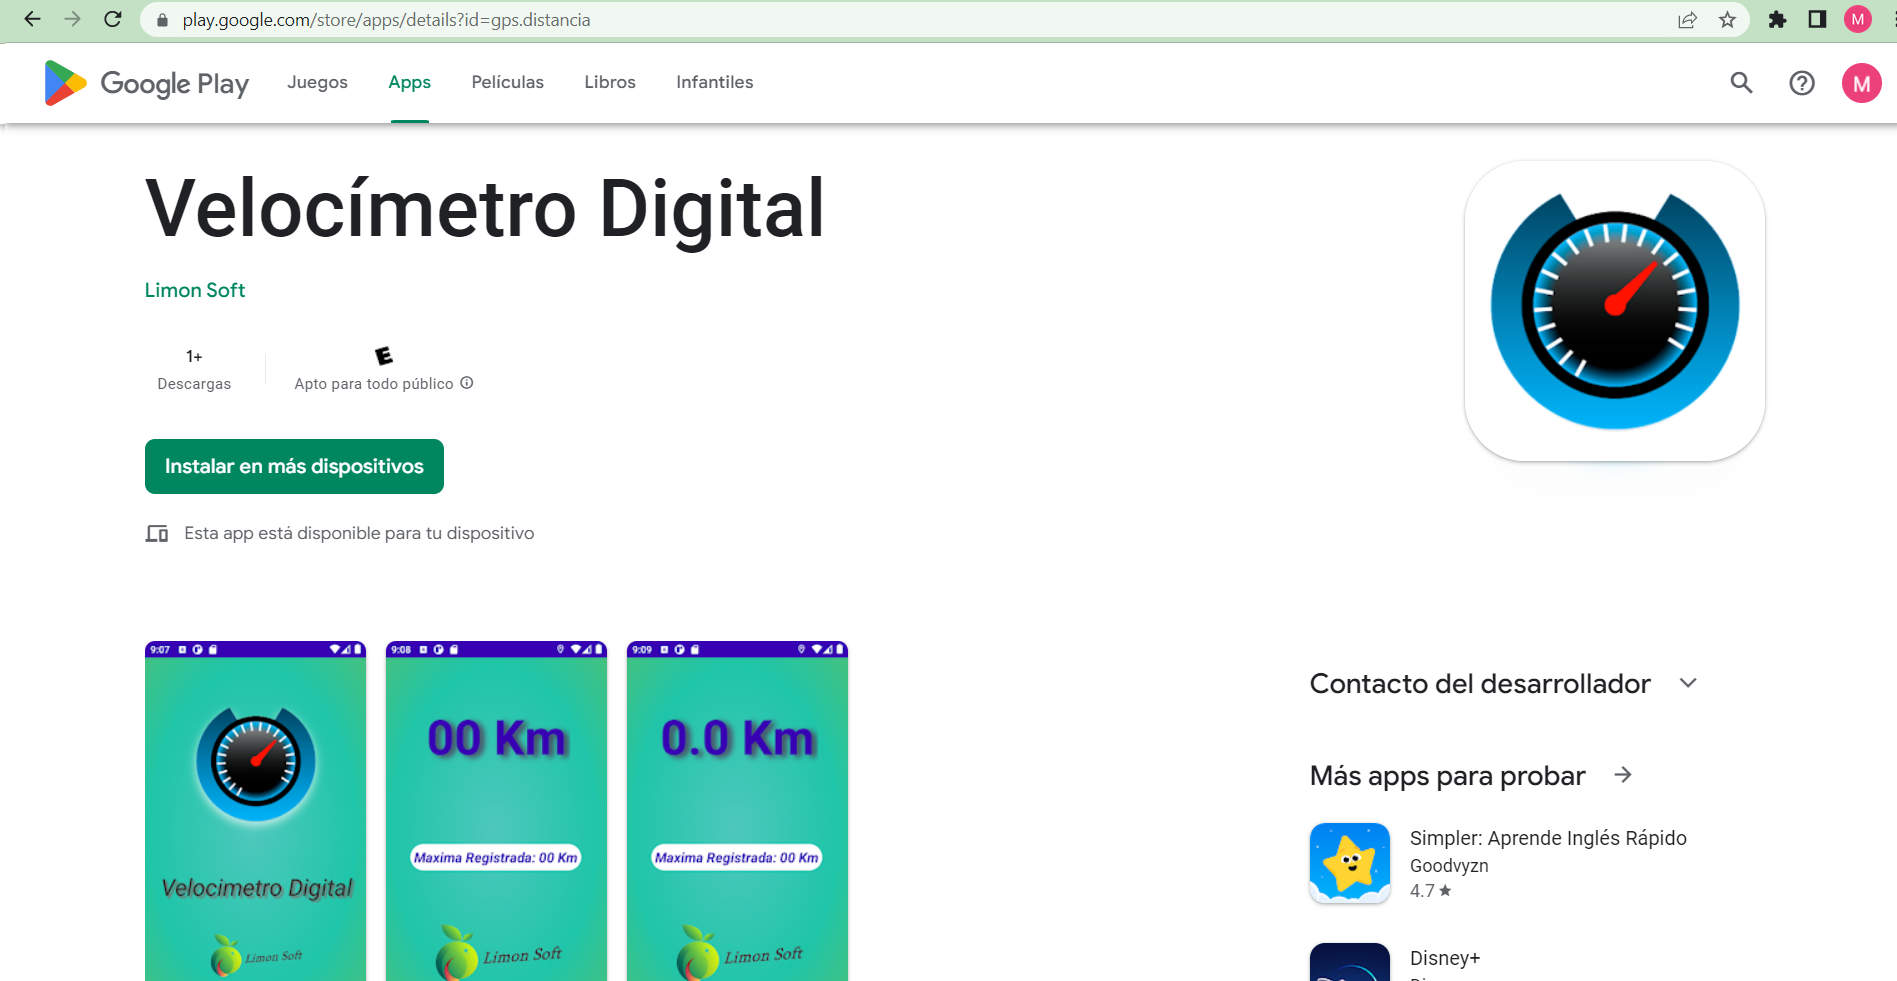 play.google.com/store/apps/details?id=gps.distancia
M
Google Play
Juegos
Apps
Películas
Libros
Infantiles
M
Velocímetro Digital
Limon Soft
1+
Descargas
E
Apto para todo público
Instalar en más dispositivos
Esta app está disponible para tu dispositivo
9:07
Velocimetro Digital
Limon Soft
9:08
00 Km
Maxima Registrada: 00 Km
Limon Soft
9:09
0.0 Km
Maxima Registrada: 00 Km
Limon Soft
Contacto del desarrollador
Más apps para probar
Simpler: Aprende Inglés Rápido
Goodvyzn
4.7
Disney+